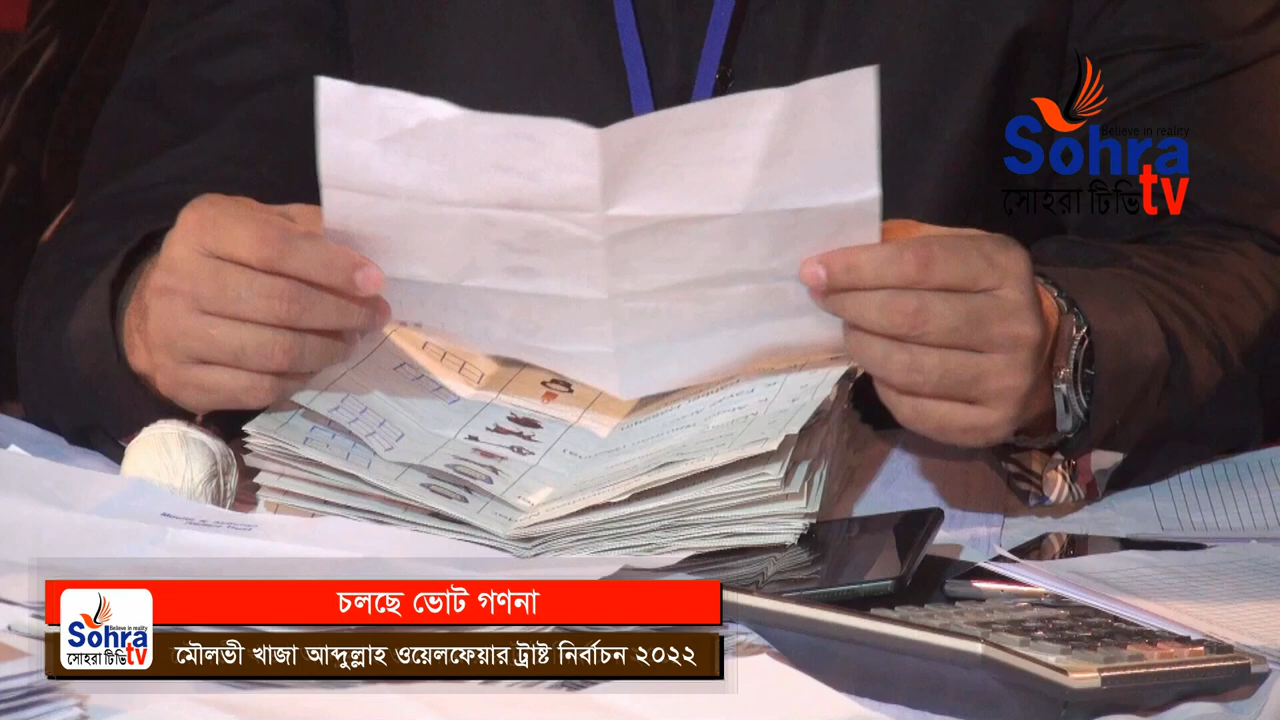 Believe in reality
Sohra
সোহরা টিভি tv
চলছে ভোট গণনা
Believe in reality
Sohra
সোহরা টিভি tv
মৌলভী খাজা আব্দুল্লাহ ওয়েলফেয়ার ট্রাষ্ট নির্বাচন ২০২২